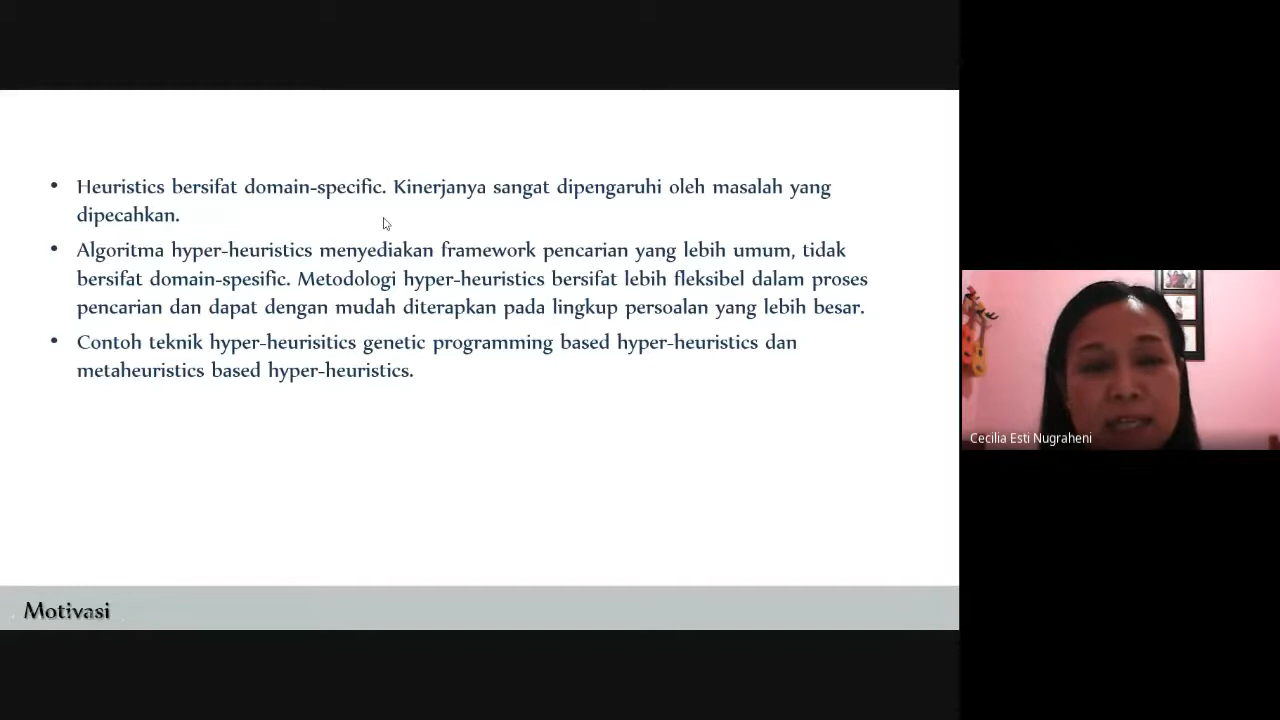 • Heuristics bersifat domain-specific. Kinerjanya sangat dipengaruhi oleh masalah yang
dipecahkan.
• Algoritma hyper-heuristics menyediakan framework pencarian yang lebih umum, tidak
bersifat domain-spesific. Metodologi hyper-heuristics bersifat lebih fleksibel dalam proses
pencarian dan dapat dengan mudah diterapkan pada lingkup persoalan yang lebih besar.
• Contoh teknik hyper-heurisitics genetic programming based hyper-heuristics dan
metaheuristics based hyper-heuristics.
Cecilia Esti Nugraheni
Motivasi